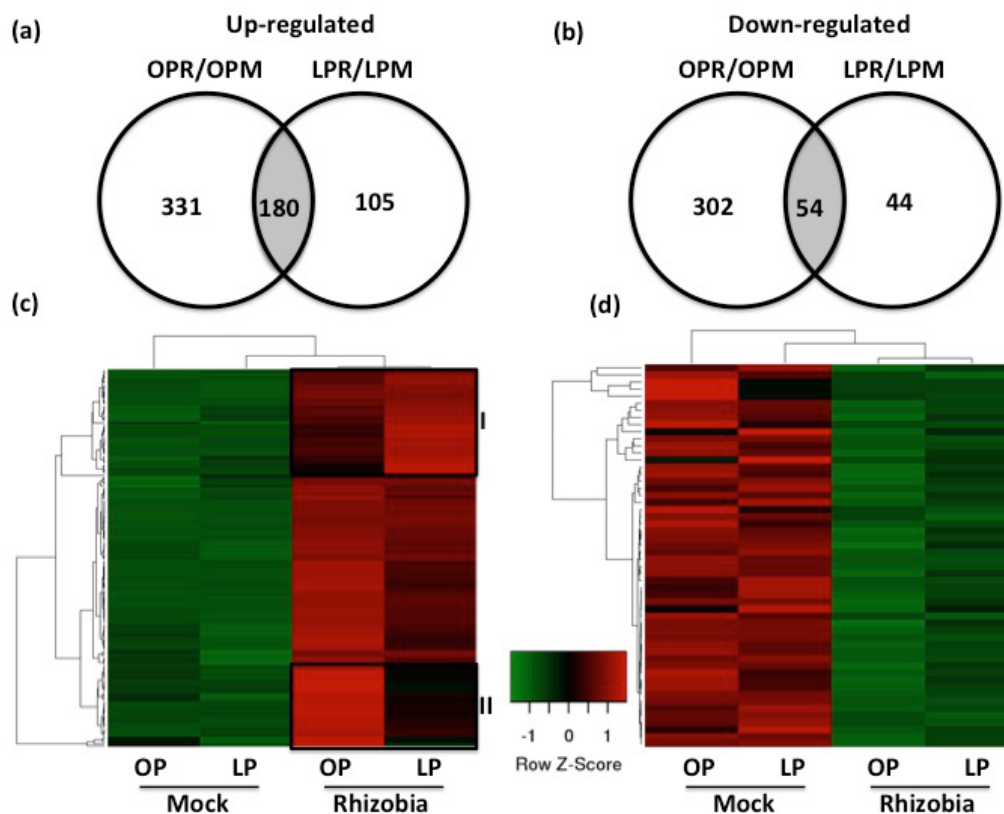 (a) Up-regulated
OPR/OPM LPR/LPM
331 180 105
(b) Down-regulated
OPR/OPM LPR/LPM
302 54 44
(c)
I
II
OP LP OP LP
Mock Rhizobia
-1 0 1
Row Z-Score
(d)
OP LP OP LP
Mock Rhizobia